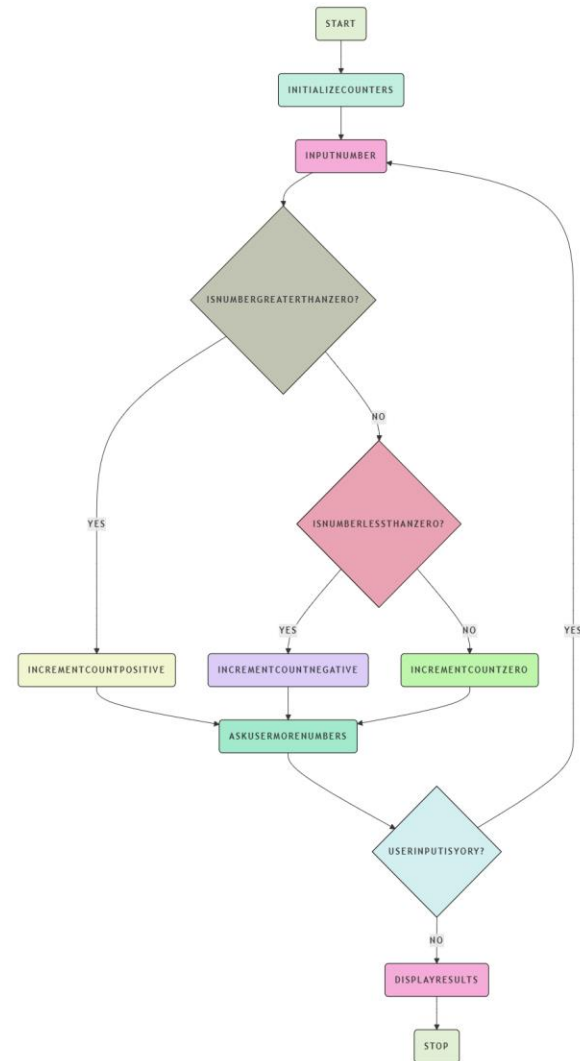 START
INITIALIZECOUNTERS
INPUTNUMBER
ISNUMBERGREATERTHANZERO?
NO
YES
ISNUMBERLESSTHANZERO?
YES
NO
YES
INCREMENTCOUNTPOSITIVE
INCREMENTCOUNTNEGATIVE
INCREMENTCOUNTZERO
ASKUSERMORENUMBERS
USERINPUTISYORY?
NO
DISPLAYRESULTS
STOP